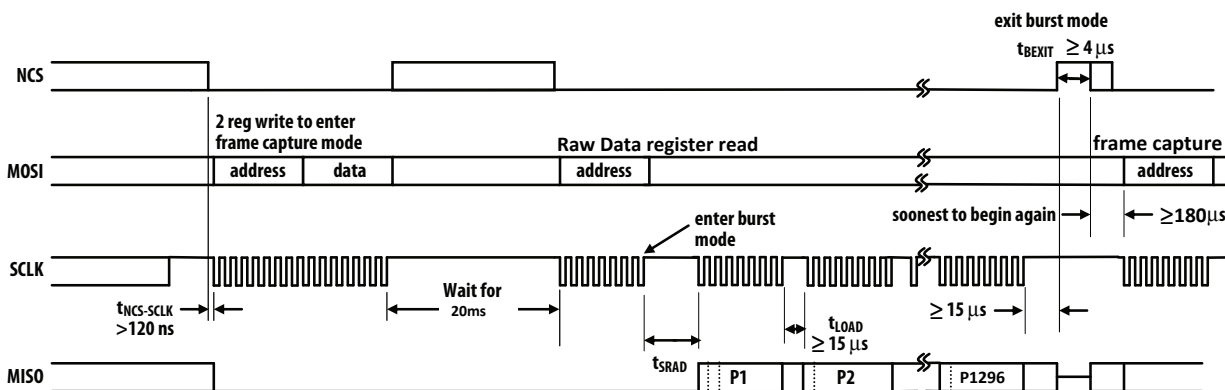 exit burst mode
tBEXIT ≥ 4 µs
NCS
2 reg write to enter
frame capture mode
Raw Data register read
frame capture
MOSI
address
data
address
address
soonest to begin again
≥180µs
enter burst
mode
SCLK
tNCS-SCLK
>120 ns
Wait for
20ms
tSRAD
tLOAD
≥ 15 µs
≥ 15 µs
MISO
P1
P2
P1296